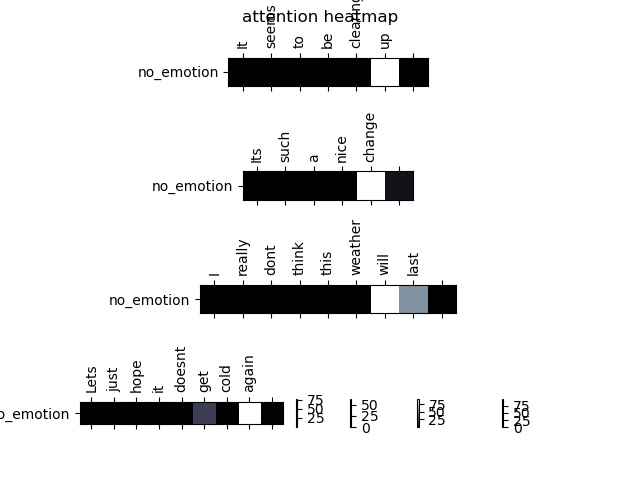 attention heatmap
It seems to be clearing up
no_emotion
Its such a nice change
no_emotion
I really dont think this weather will last
no_emotion
Lets just hope it doesnt get cold again
o_emotion
75 50 25
50 25 0
75 50 25
75 50 25 0